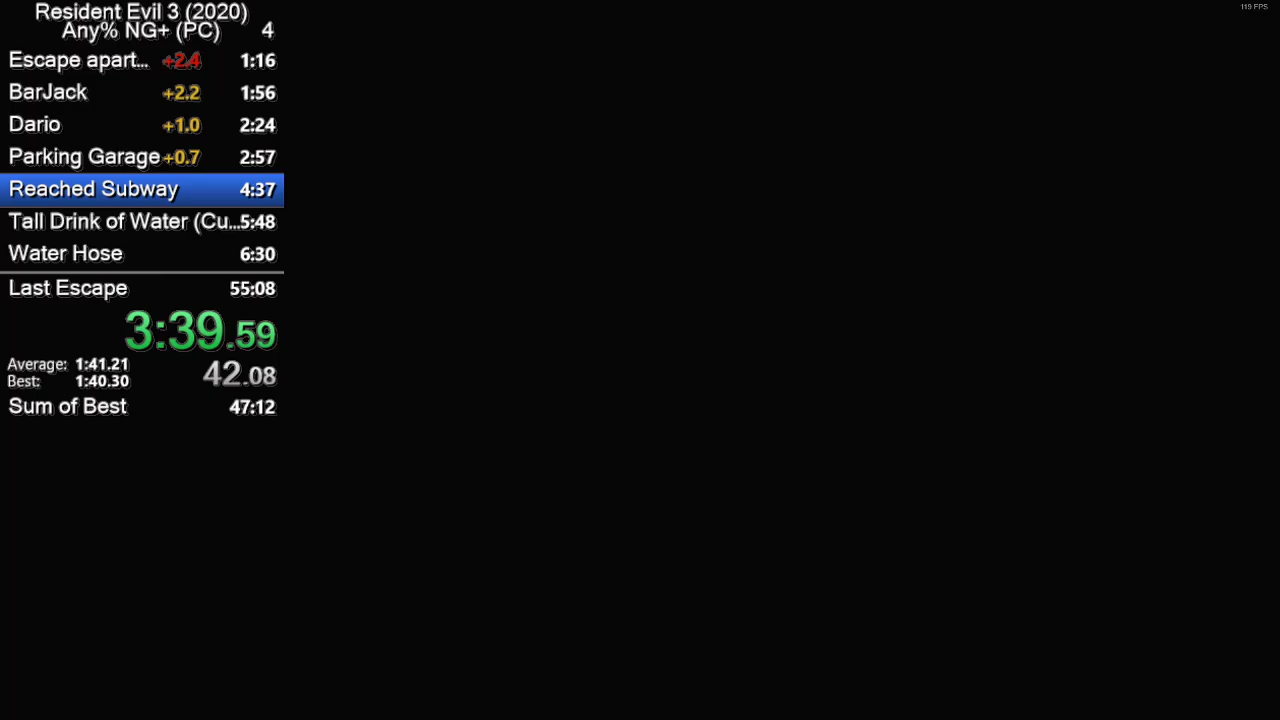 119 FPS
Resident Evil 3 (2020)
Any% NG+ (PC) 4
Escape apart... +2.4 1:16
BarJack +2.2 1:56
Dario +1.0 2:24
Parking Garage +0.7 2:57
Reached Subway 4:37
Tall Drink of Water (Cu... 5:48
Water Hose 6:30
Last Escape 55:08
3:39.59
Average: 1:41.21
Best: 1:40.30 42.08
Sum of Best 47:12